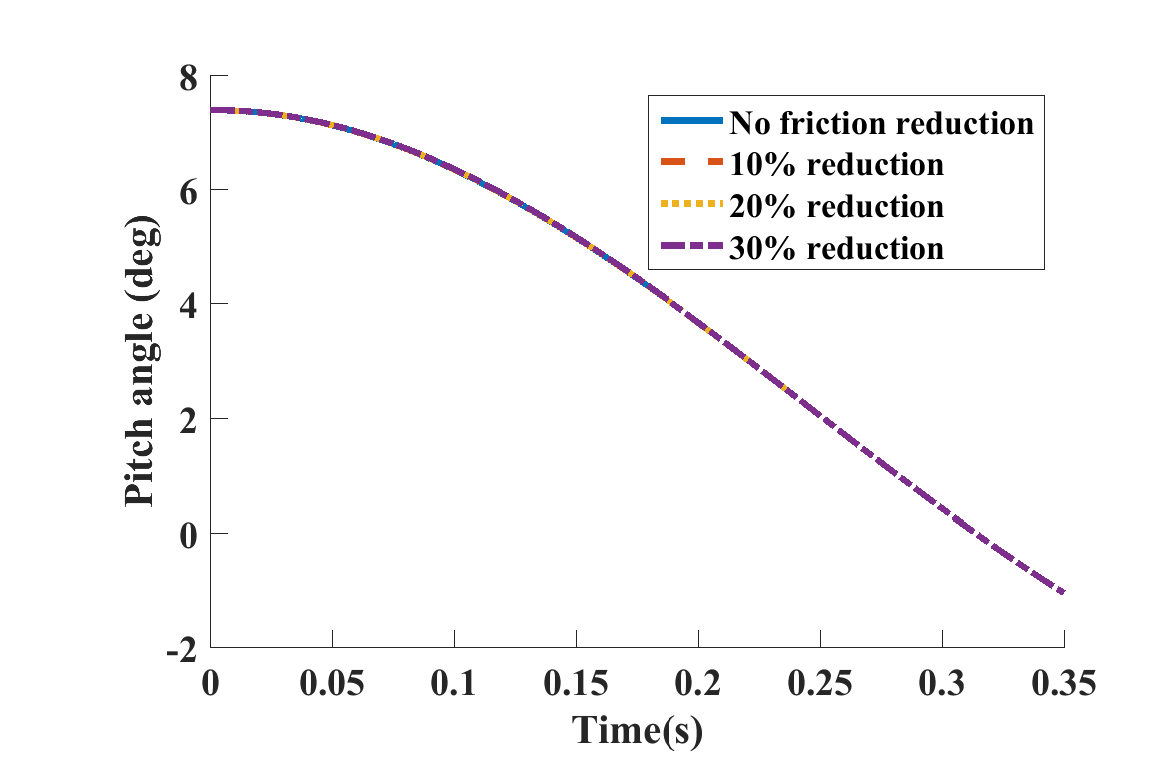 8
6
4
2
0
-2
0 0.05 0.1 0.15 0.2 0.25 0.3 0.35
Pitch angle (deg)
Time(s)
No friction reduction
10% reduction
20% reduction
30% reduction